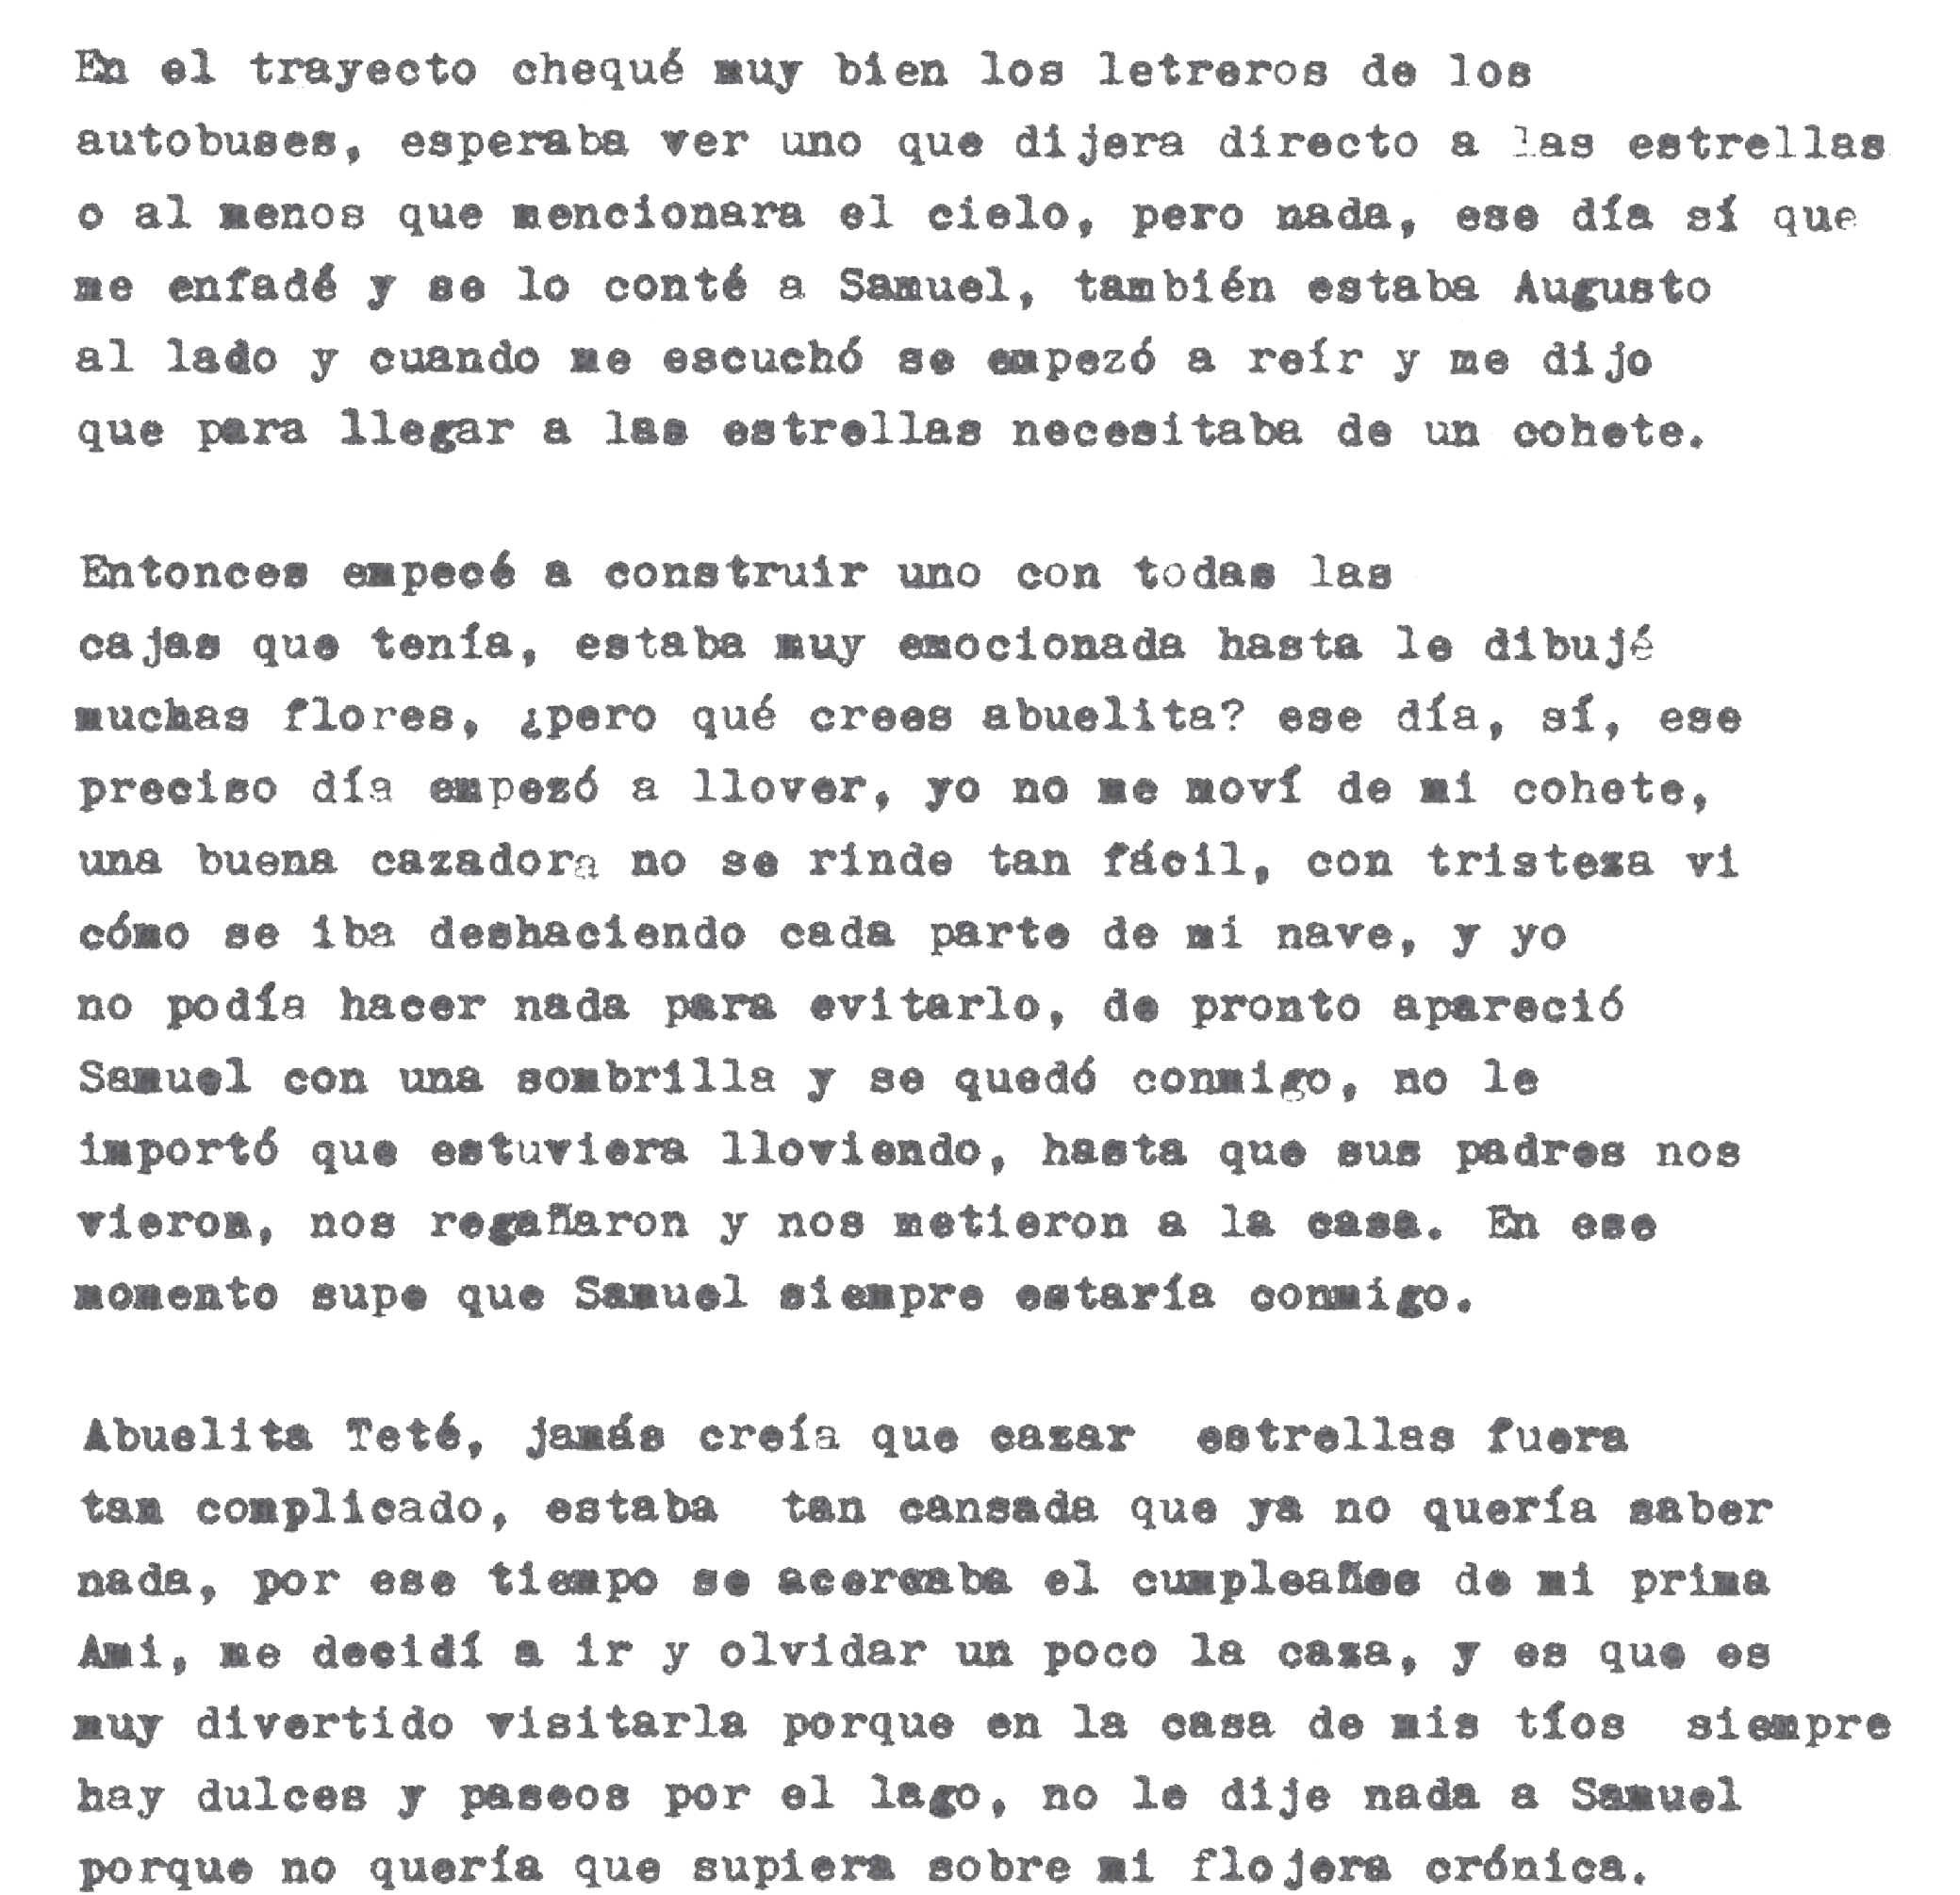 En el trayecto chequé muy bien los letreros de los
autobuses, esperaba ver uno que dijera directo a las estrellas
o al menos que mencionara el cielo, pero nada, ese día sí que
me enfadé y se lo conté a Samuel, también estaba Augusto
al lado y cuando me escuchó se empezó a reír y me dijo
que para llegar a las estrellas necesitaba de un cohete.

Entonces empecé a construir uno con todas las
cajas que tenía, estaba muy emocionada hasta le dibujé
muchas flores, ¿pero qué crees abuelita? ese día, sí, ese
preciso día empezó a llover, yo no me moví de mi cohete,
una buena cazadora no se rinde tan fácil, con tristeza vi
cómo se iba deshaciendo cada parte de mi nave, y yo
no podía hacer nada para evitarlo, de pronto apareció
Samuel con una sombrilla y se quedó conmigo, no le
importó que estuviera lloviendo, hasta que sus padres nos
vieron, nos regañaron y nos metieron a la casa. En ese
momento supe que Samuel siempre estaría conmigo.

Abuelita Teté, jamás creía que cazar estrellas fuera
tan complicado, estaba tan cansada que ya no quería saber
nada, por ese tiempo se acercaba el cumpleaños de mi prima
Ami, me decidí a ir y olvidar un poco la caza, y es que es
muy divertido visitarla porque en la casa de mis tíos siempre
hay dulces y paseos por el lago, no le dije nada a Samuel
porque no quería que supiera sobre mi flojera crónica.